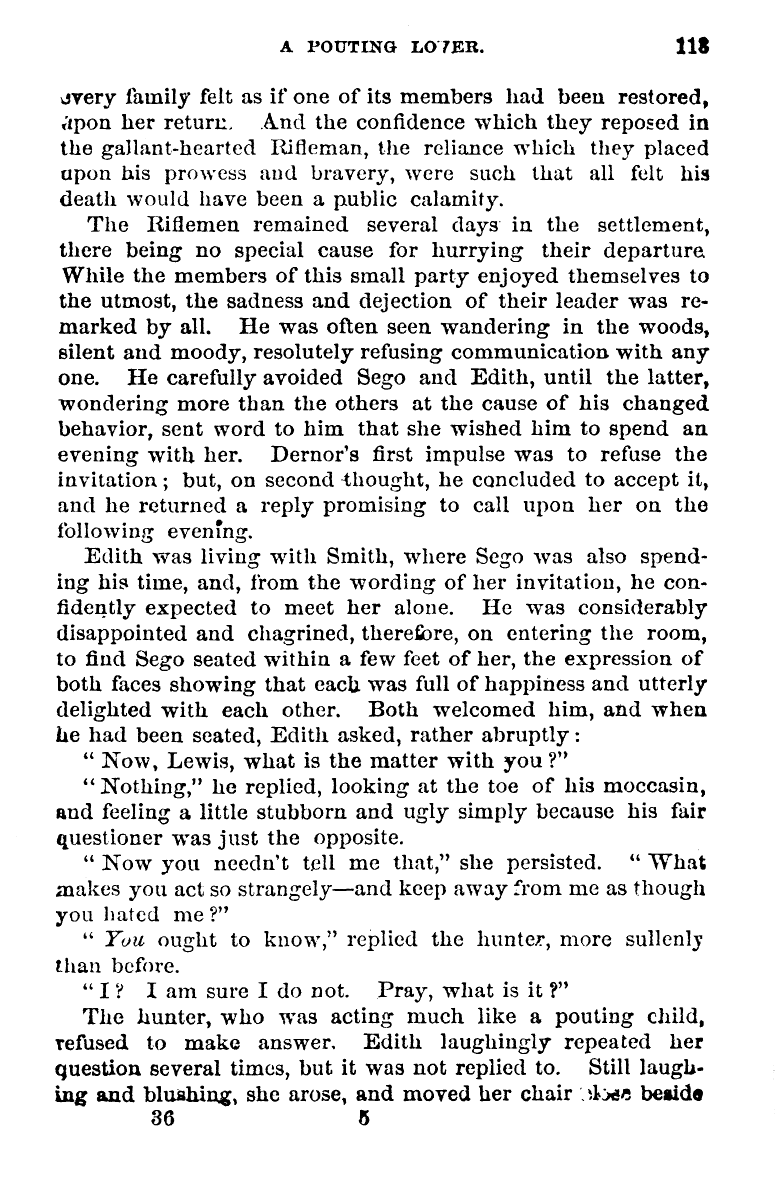 A POUTING LOVER. 113
every family felt as if one of its members had been restored,
upon her return. And the confidence which they reposed in
the gallant-hearted Rifleman, the reliance which they placed
upon his prowess and bravery, were such that all felt his
death would have been a public calamity.
The Riflemen remained several days in the settlement,
there being no special cause for hurrying their departure
While the members of this small party enjoyed themselves to
the utmost, the sadness and dejection of their leader was re-
marked by all. He was often seen wandering in the woods,
silent and moody, resolutely refusing communication with any
one. He carefully avoided Sego and Edith, until the latter,
wondering more than the others at the cause of his changed
behavior, sent word to him that she wished him to spend an
evening with her. Dernor's first impulse was to refuse the
invitation; but, on second thought, he concluded to accept it,
and he returned a reply promising to call upon her on the
following evening.
Edith was living with Smith, where Sego was also spend-
ing his time, and, from the wording of her invitation, he con-
fidently expected to meet her alone. He was considerably
disappointed and chagrined, therefore, on entering the room,
to find Sego seated within a few feet of her, the expression of
both faces showing that each was full of happiness and utterly
delighted with each other. Both welcomed him, and when
he had been seated, Edith asked, rather abruptly:
"Now, Lewis, what is the matter with you?"
"Nothing," he replied, looking at the toe of his moccasin,
and feeling a little stubborn and ugly simply because his fair
questioner was just the opposite.
"Now you needn't tell me that," she persisted. "What
makes you act so strangely—and keep away from me as though
you hated me?"
"You ought to know," replied the hunter, more sullenly
than before.
"I? I am sure I do not. Pray, what is it?"
The hunter, who was acting much like a pouting child,
refused to make answer. Edith laughingly repeated her
question several times, but it was not replied to. Still laugh-
ing and blushing, she arose, and moved her chair close beside
36 5